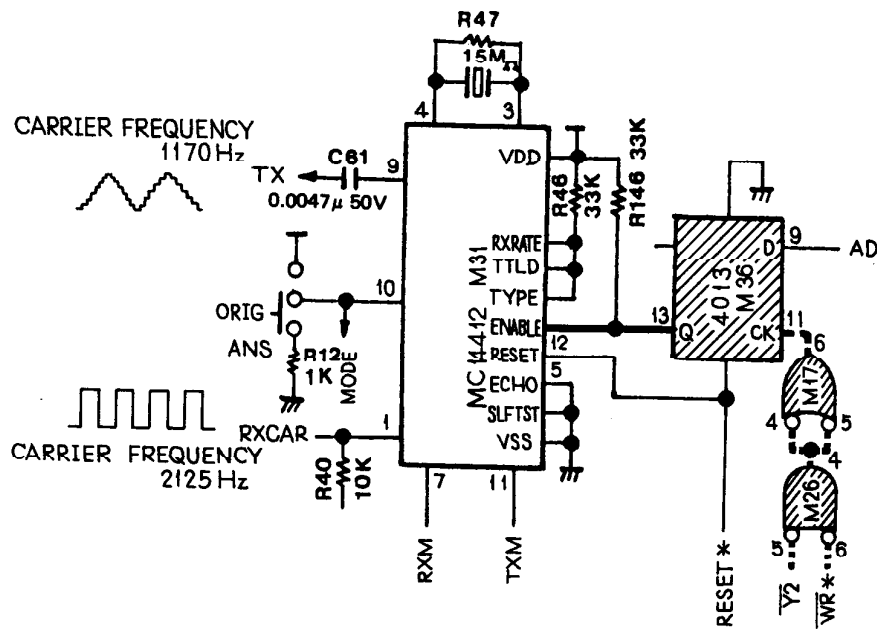 R47
15M
4
3
CARRIER FREQUENCY
1170 Hz
TX
C61
9
0.0047μ 50V
VDD
R46
33K
R146 33K
RXRATE
TTLD
TYPE
ENABLE
12
RESET
5
ECHO
SLFTST
VSS
M31
MC14412
10
ORIG
ANS
R12
1K
MODE
CARRIER FREQUENCY
2125 Hz
RXCAR
1
R40
10K
7
11
RXM
TXM
D
9
AD
4013
M36
13
Q
CK
11
6
M17
4
5
4
M26
5
6
RESET*
Y2
WR*